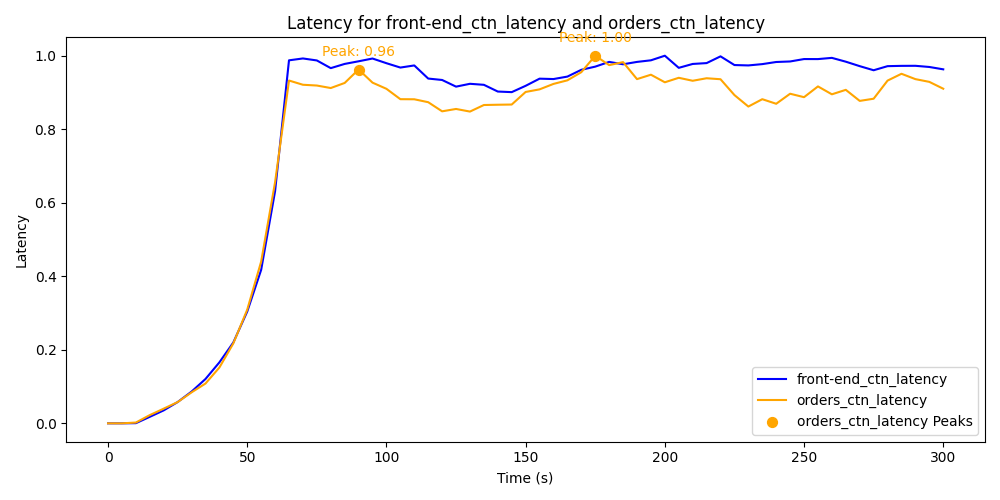 Latency for front-end_ctn_latency and orders_ctn_latency
Peak: 1.00
Peak: 0.96
1.0
0.8
0.6
0.4
0.2
0.0
Latency
0 50 100 150 200 250 300
Time (s)
front-end_ctn_latency
orders_ctn_latency
orders_ctn_latency Peaks